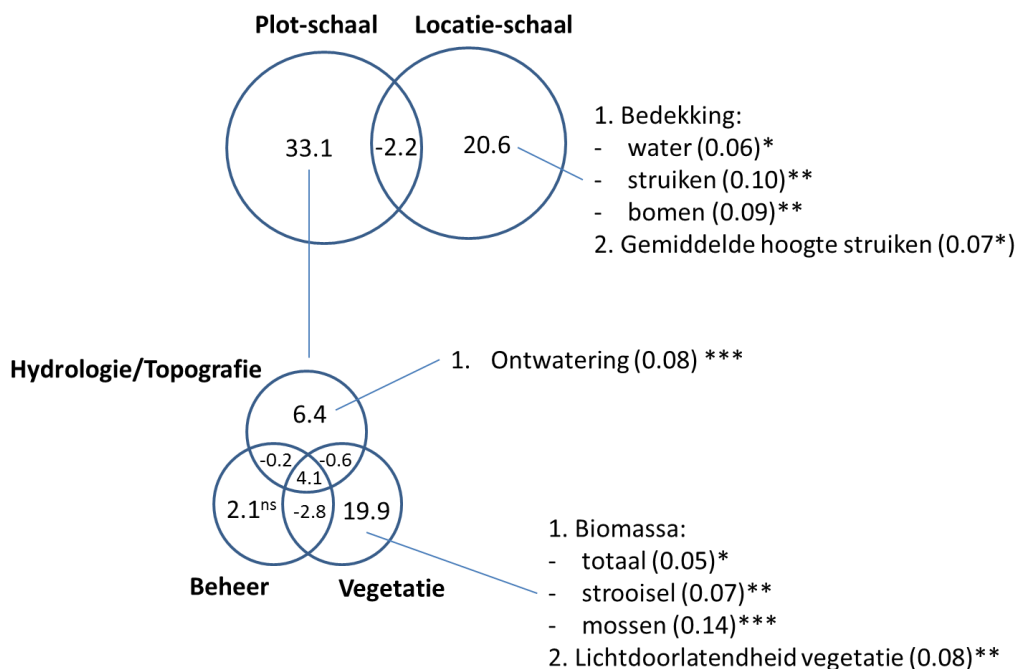 Plot-schaal
Locatie-schaal
33.1
-2.2
20.6
1. Bedekking:
- water (0.06)*
- struiken (0.10)**
- bomen (0.09)**
2. Gemiddelde hoogte struiken (0.07*)
Hydrologie/Topografie
1. Ontwatering (0.08) ***
6.4
-0.2
-0.6
4.1
2.1ns
-2.8
19.9
Beheer
Vegetatie
1. Biomassa:
- totaal (0.05)*
- strooisel (0.07)**
- mossen (0.14)***
2. Lichtdoorlatendheid vegetatie (0.08)**